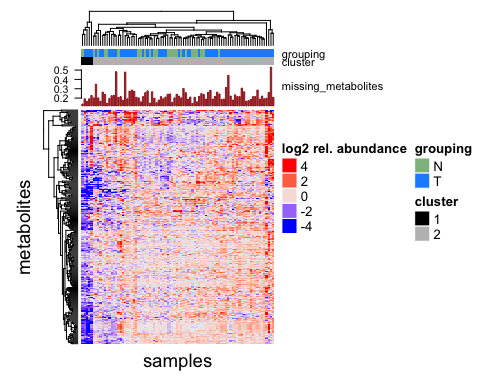 grouping
cluster
0.5
0.4
0.3
0.2
missing_metabolites
metabolites
samples
log2 rel. abundance
4
2
0
-2
-4
grouping
N
T
cluster
1
2